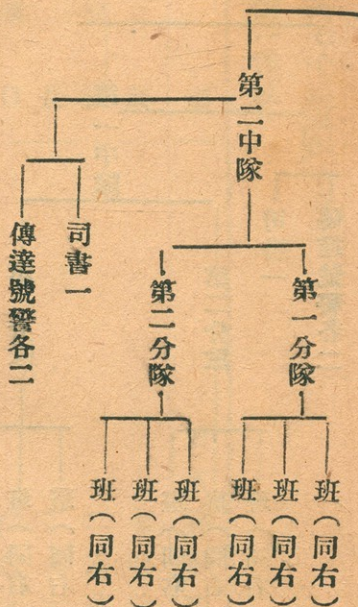 第二中隊
第一分隊
班（同右）
班（同右）
班（同右）
第二分隊
班（同右）
班（同右）
班（同右）
司書一
傳達號警各二